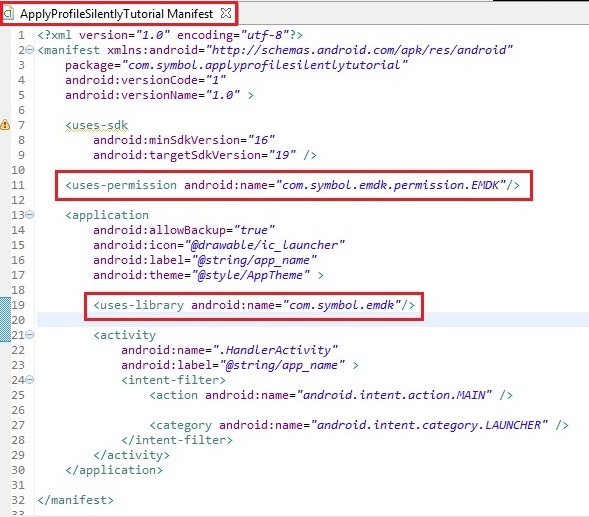 ApplyProfileSilentlyTutorial Manifest
1 <?xml version="1.0" encoding="utf-8"?>
2 <manifest xmlns:android="http://schemas.android.com/apk/res/android"
3 package="com.symbol.applyprofilesilentlytutorial"
4 android:versionCode="1"
5 android:versionName="1.0" >
6
7 <uses-sdk
8 android:minSdkVersion="16"
9 android:targetSdkVersion="19" />
10
11 <uses-permission android:name="com.symbol.emdk.permission.EMDK"/>
12
13 <application
14 android:allowBackup="true"
15 android:icon="@drawable/ic_launcher"
16 android:label="@string/app_name"
17 android:theme="@style/AppTheme" >
18
19 <uses-library android:name="com.symbol.emdk"/>
20
21 <activity
22 android:name=".HandlerActivity"
23 android:label="@string/app_name" >
24 <intent-filter>
25 <action android:name="android.intent.action.MAIN" />
26
27 <category android:name="android.intent.category.LAUNCHER" />
28 </intent-filter>
29 </activity>
30 </application>
31
32 </manifest>